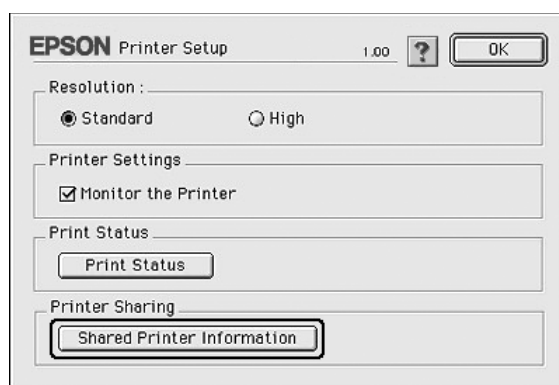 EPSON Printer Setup 1.00 ? OK
Resolution :
Standard High
Printer Settings
Monitor the Printer
Print Status
Print Status
Printer Sharing
Shared Printer Information